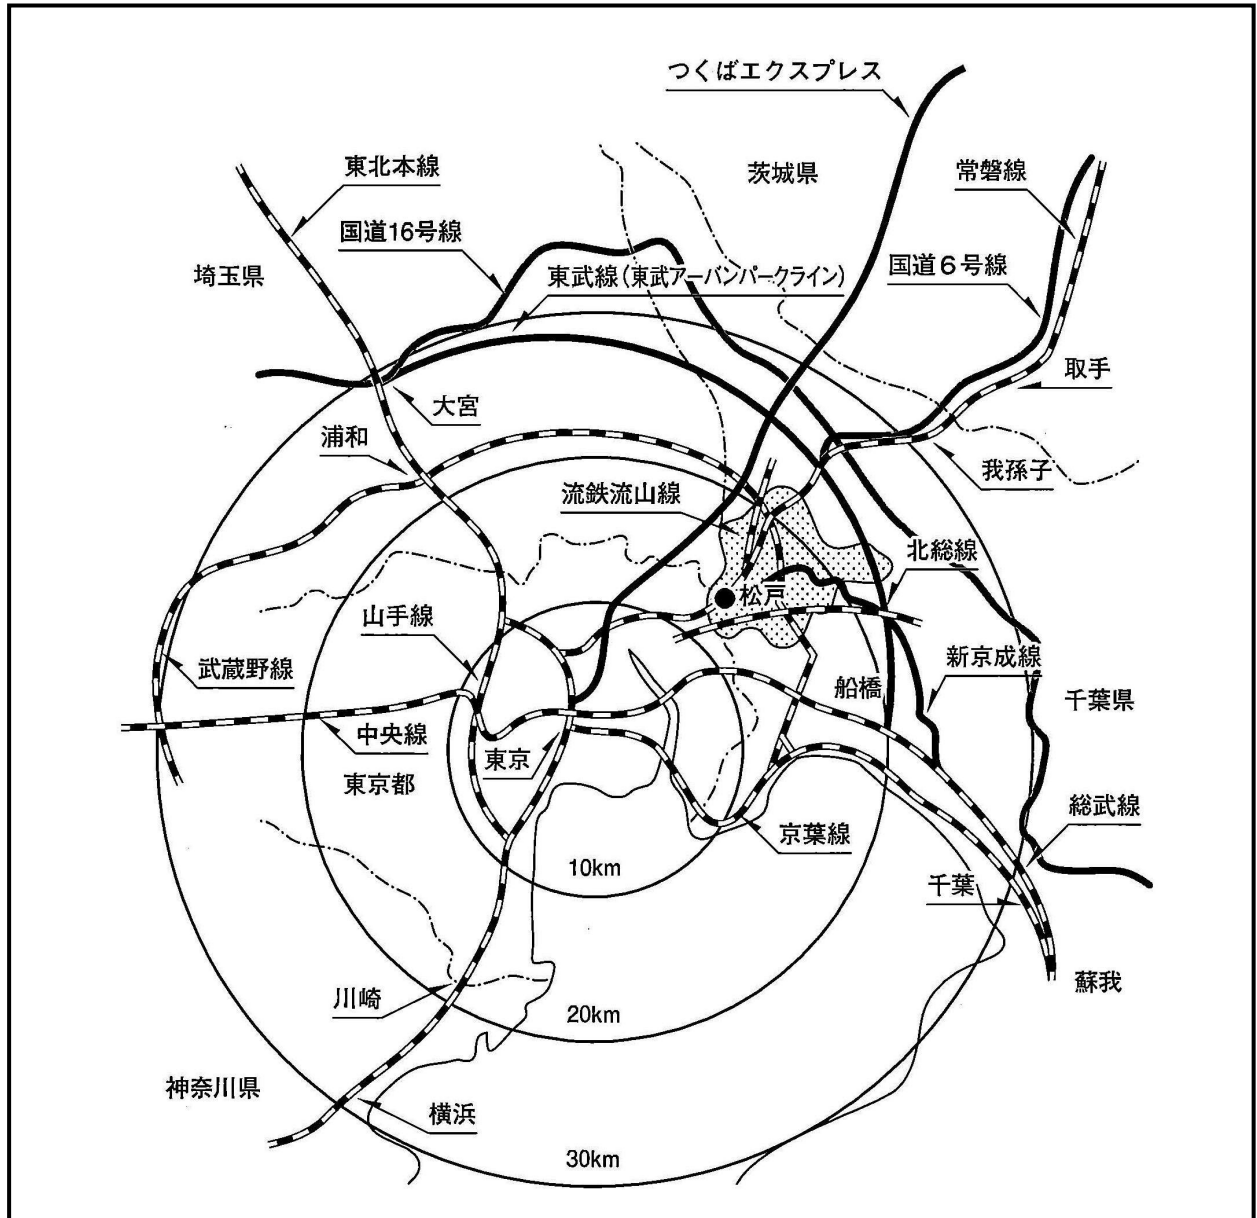 つくばエクスプレス
東北本線
茨城県
常磐線
国道16号線
埼玉県
東武線(東武アーバンパークライン)
国道6号線
取手
大宮
浦和
我孫子
流鉄流山線
北総線
松戸
山手線
新京成線
武蔵野線
船橋
千葉県
中央線
東京
東京都
総武線
京葉線
10km
千葉
川崎
蘇我
20km
神奈川県
横浜
30km